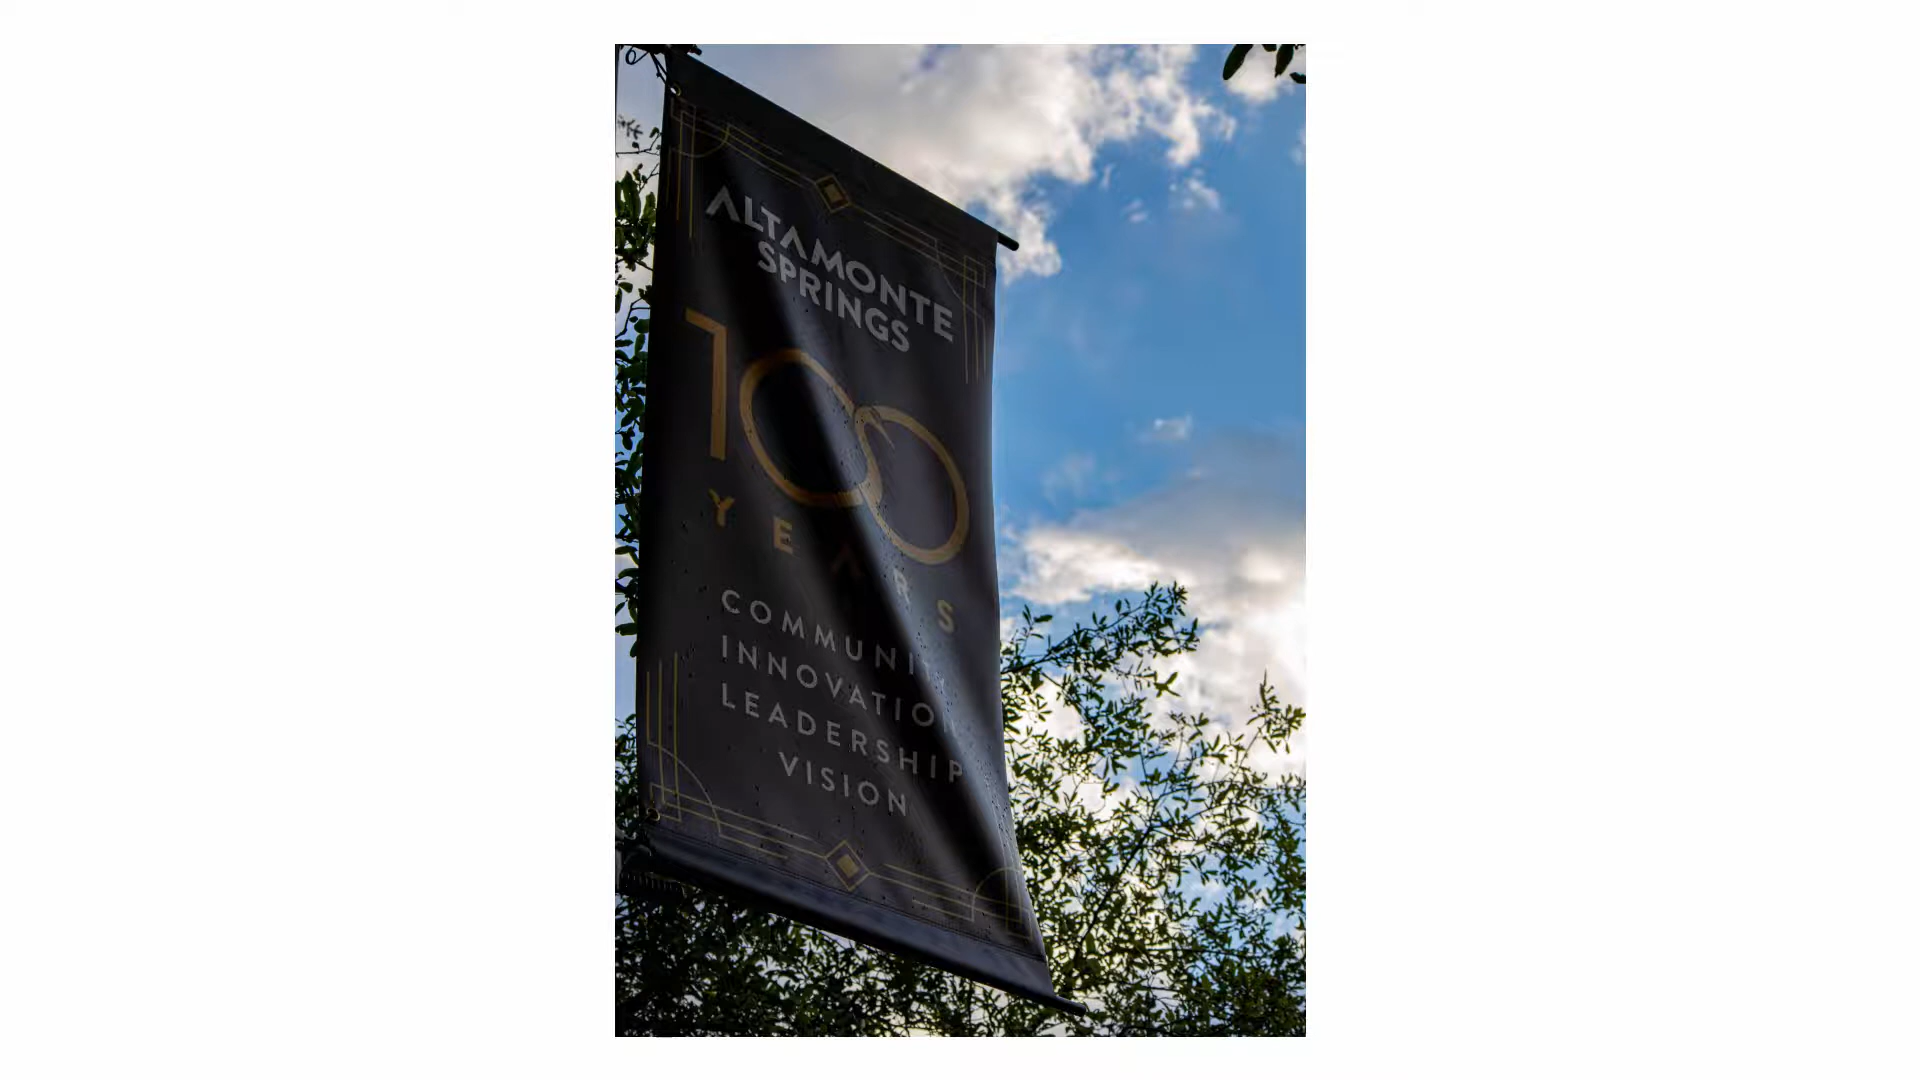 ALTAMONTE
SPRINGS
100
YEARS
COMMUNITY
INNOVATION
LEADERSHIP
VISION